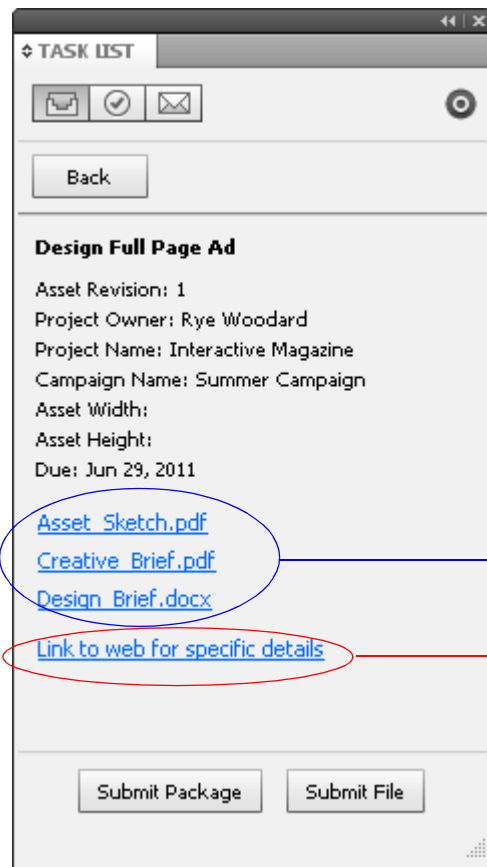 TASK LIST
Back
Design Full Page Ad
Asset Revision: 1
Project Owner: Rye Woodard
Project Name: Interactive Magazine
Campaign Name: Summer Campaign
Asset Width:
Asset Height:
Due: Jun 29, 2011
Asset_Sketch.pdf
Creative_Brief.pdf
Design_Brief.docx
Link to web for specific details
Submit Package Submit File